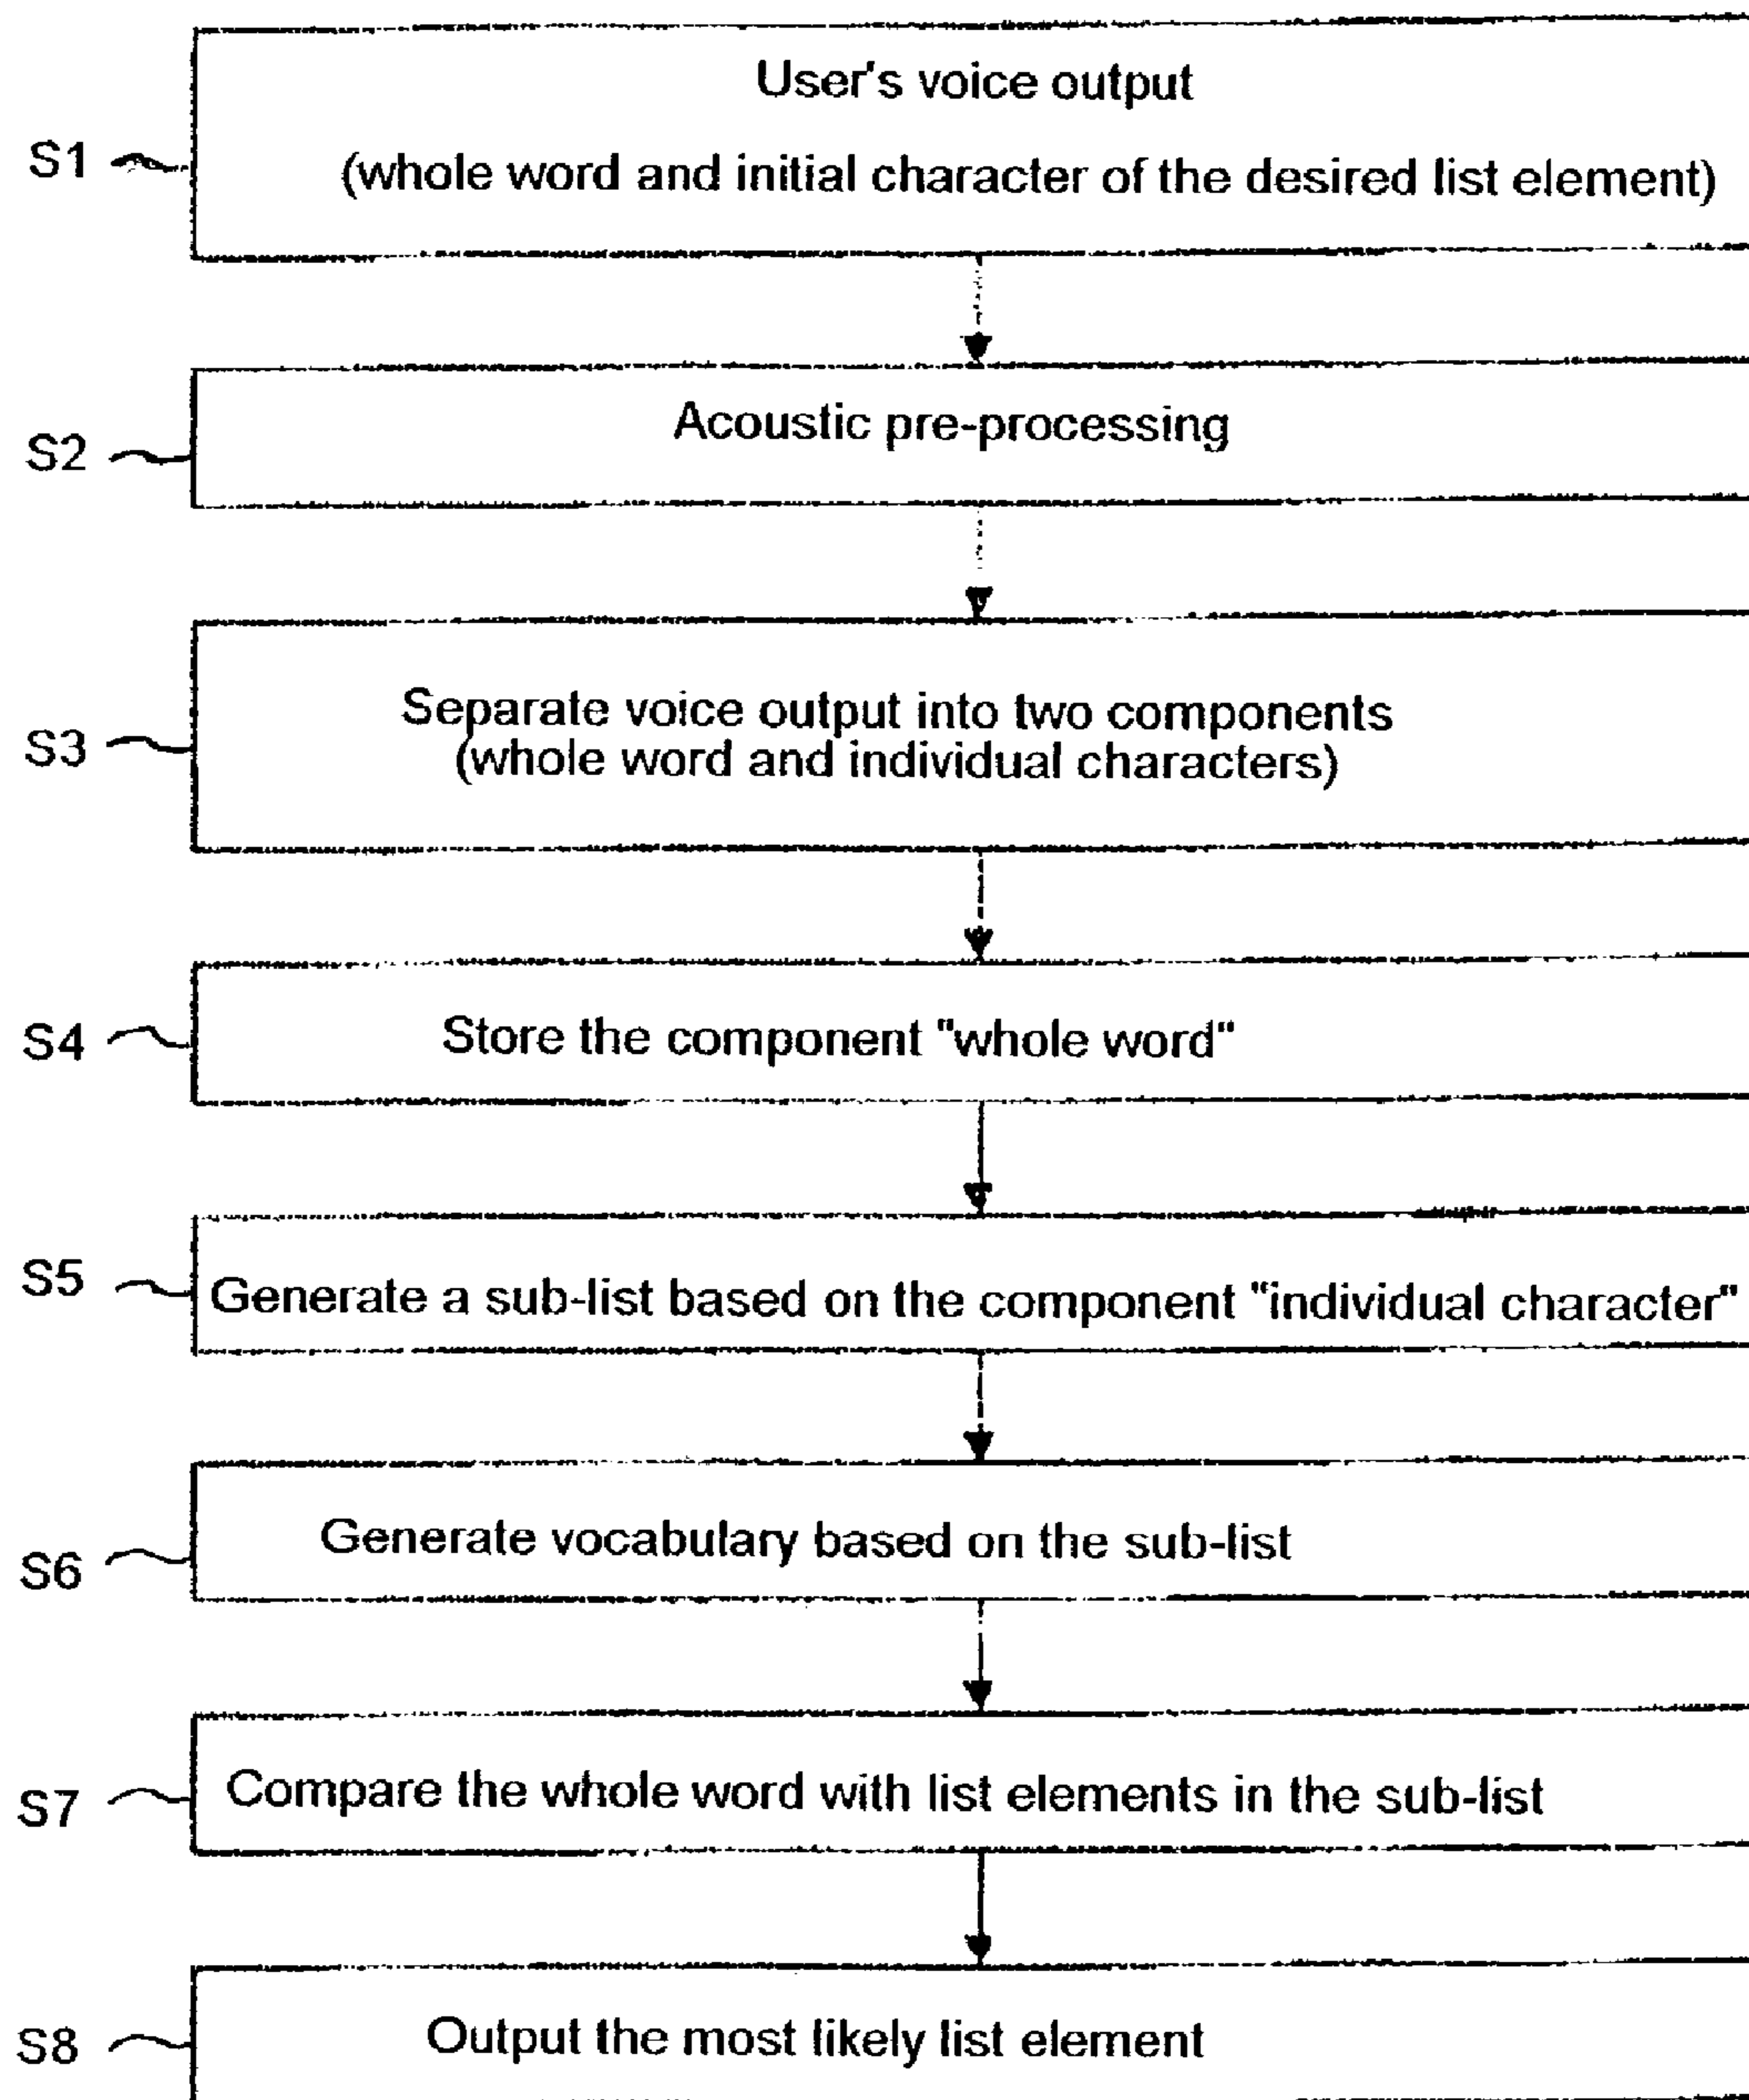 User's voice output
S1
(whole word and initial character of the desired list element)
Acoustic pre-processing
S2
Separate voice output into two components
S3
(whole word and individual characters)
S4
Store the component "whole word"
S5
Generate a sub-list based on the component "individual character"
Generate vocabulary based on the sub-list
S6
Compare the whole word with list elements in the sub-list
S7
Output the most likely list element
S8